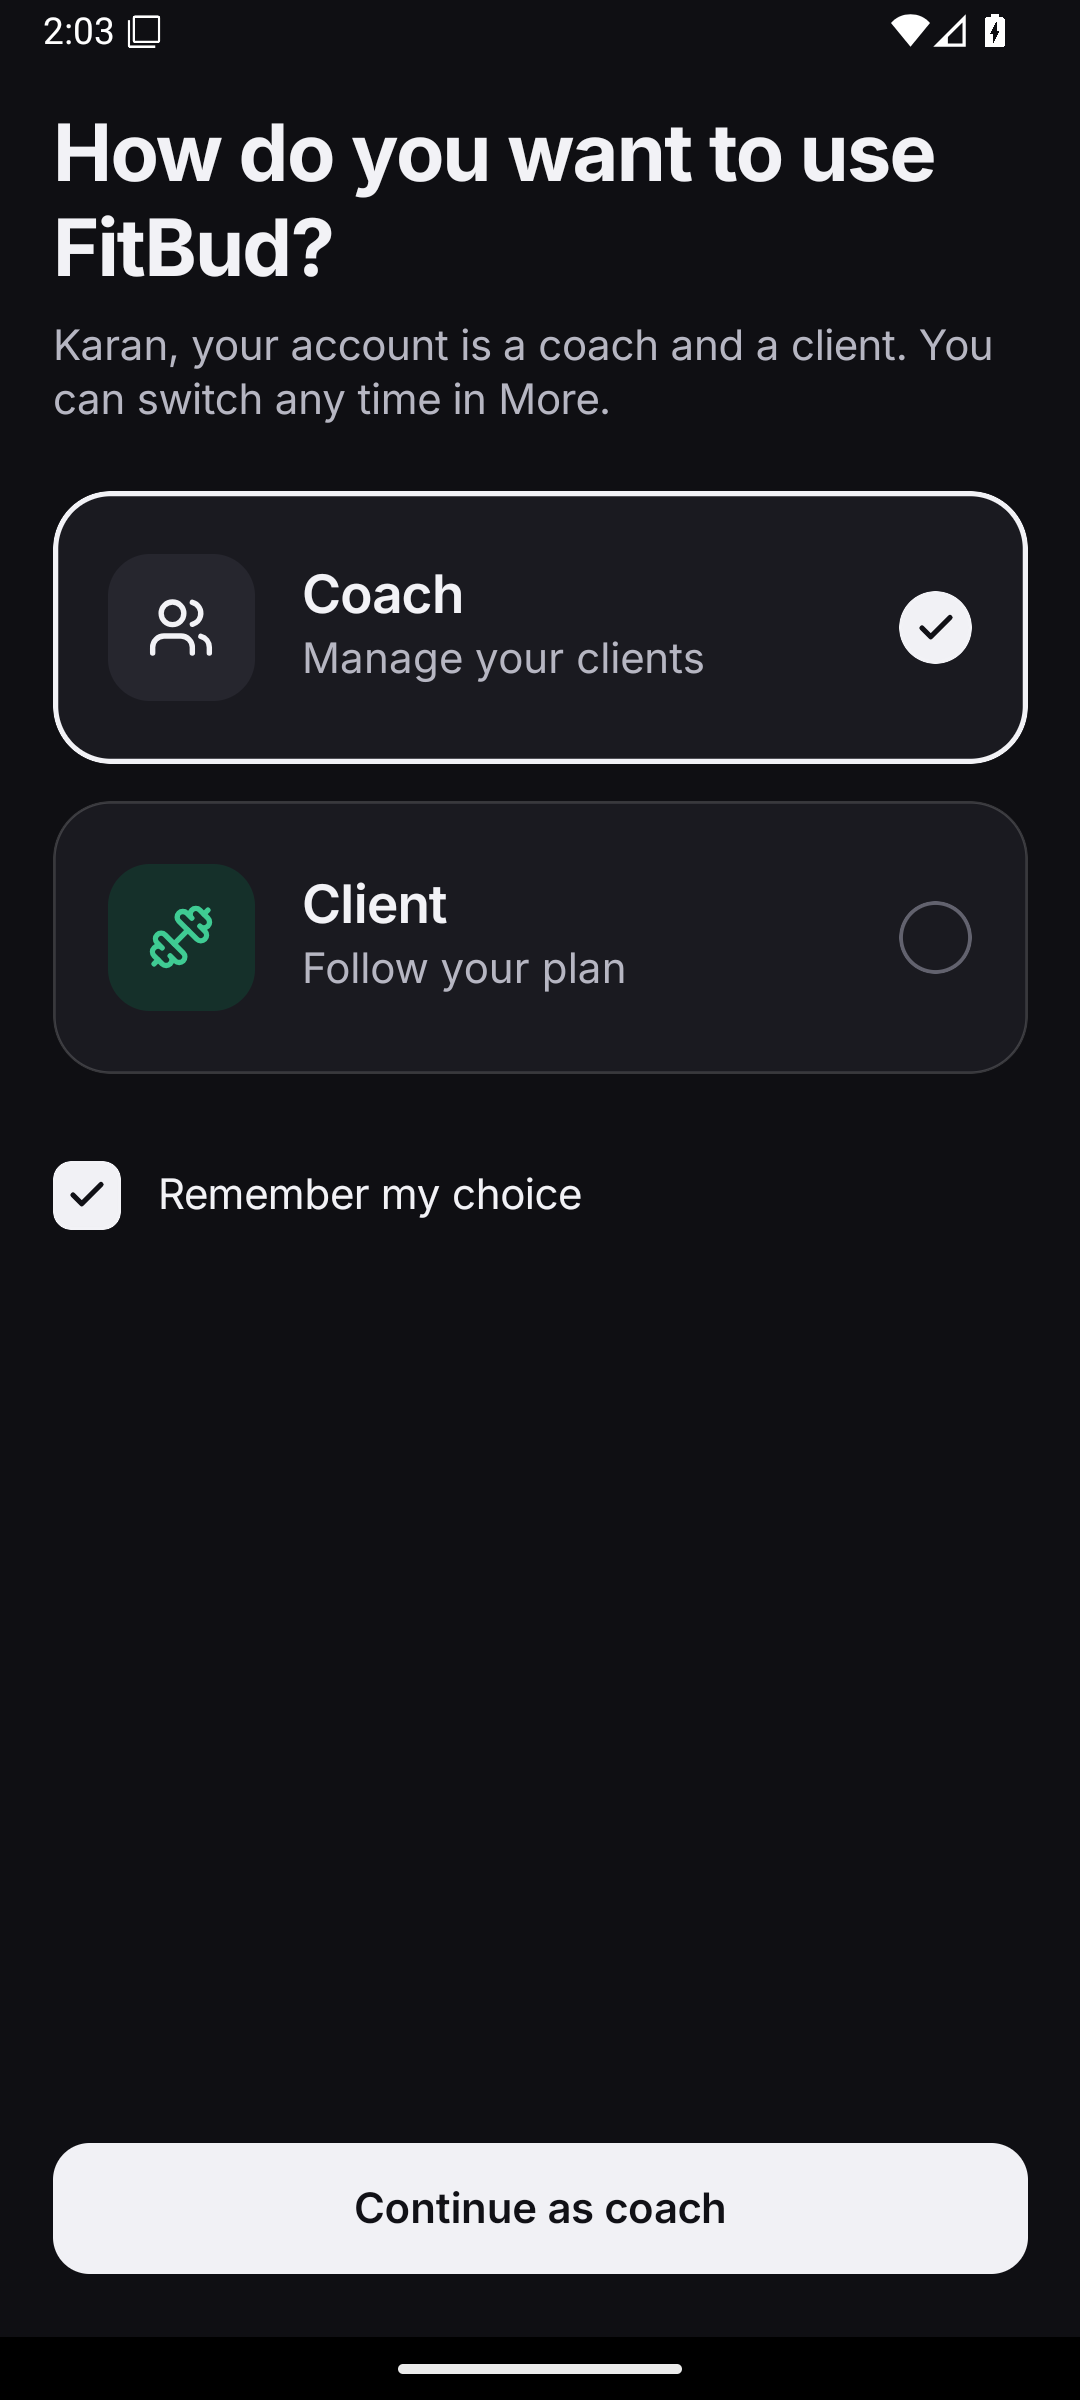 2:03
How do you want to use
FitBud?
Karan, your account is a coach and a client. You
can switch any time in More.
Coach
Manage your clients
Client
Follow your plan
Remember my choice
Continue as coach